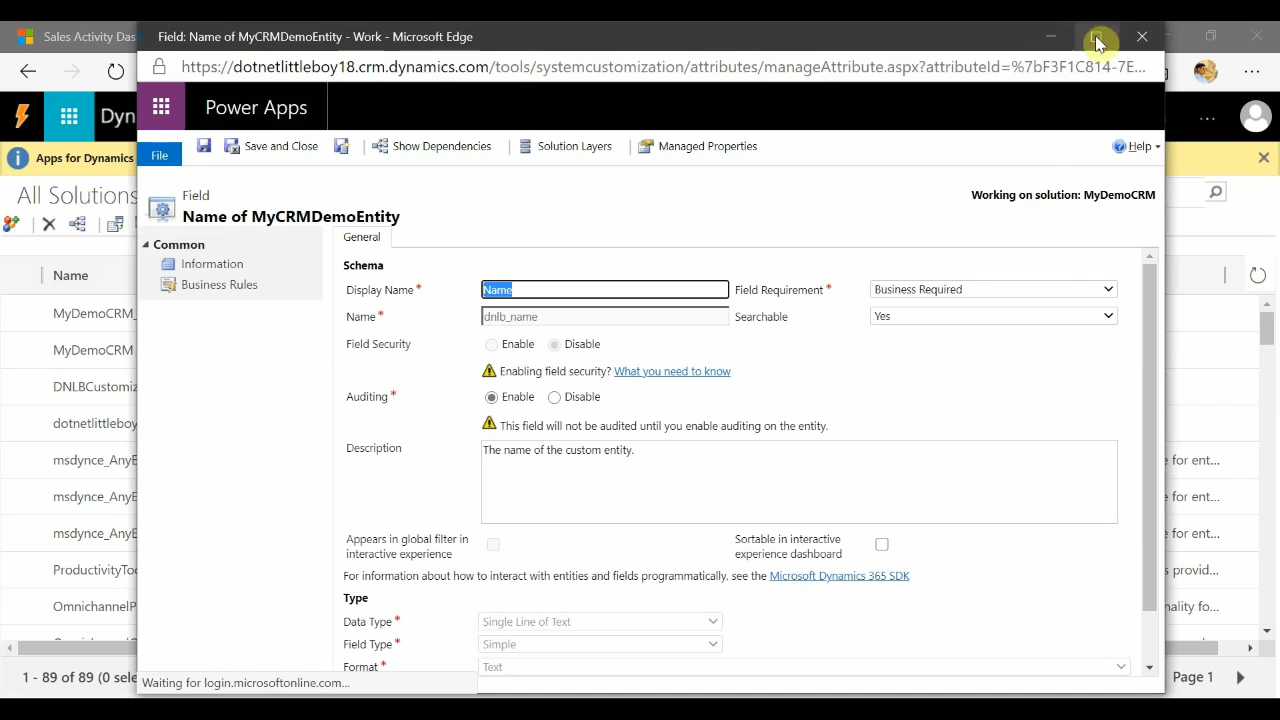 Sales Activity Das
Field: Name of MyCRMDemoEntity - Work - Microsoft Edge
https://dotnetlittleboy18.crm.dynamics.com/tools/systemcustomization/attributes/manageAttribute.aspx?attributeId=%7bF3F1C814-7E...
Dyn
Power Apps
Apps for Dynamics
File
Save and Close
Show Dependencies
Solution Layers
Managed Properties
Help
All Solutions
Field
Name of MyCRMDemoEntity
Working on solution: MyDemoCRM
Common
Information
Business Rules
General
Schema
Display Name* Name Field Requirement* Business Required
Name* dnlb_name Searchable Yes
Field Security Enable Disable
Enabling field security? What you need to know
Auditing* Enable Disable
This field will not be audited until you enable auditing on the entity.
Description The name of the custom entity.
Appears in global filter in interactive experience
Sortable in interactive experience dashboard
For information about how to interact with entities and fields programmatically, see the Microsoft Dynamics 365 SDK
Type
Data Type* Single Line of Text
Field Type* Simple
Format* Text
Waiting for login.microsoftonline.com...
Name
MyDemoCRM_
MyDemoCRM
DNLBCustomiz
dotnetlittleboy
msdynce_AnyE
msdynce_AnyE
msdynce_AnyE
ProductivityToo
OmnichannelP
e for ent...
e for ent...
e for ent...
s provid...
nality fo...
1 - 89 of 89 (0 sele
Page 1